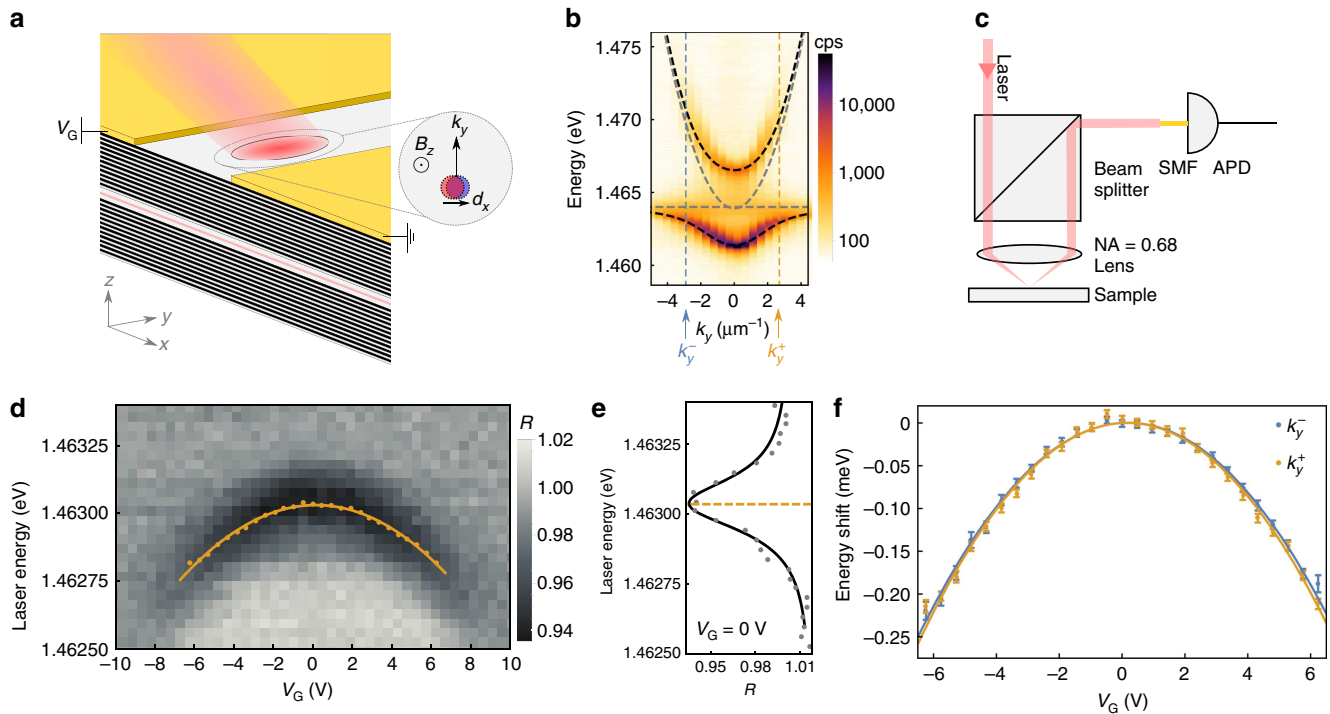 a
V_G
B_z
k_y
d_x
z
y
x
b
cps
1.475
1.470
1.465
1.460
Energy (eV)
10,000
1,000
100
−4 −2 0 2 4
k_y (μm⁻¹)
k_y⁻
k_y⁺
c
Laser
Beam
splitter
SMF APD
NA = 0.68
Lens
Sample
d
R
1.46325
1.46300
1.46275
1.46250
Laser energy (eV)
1.02
1.00
0.98
0.96
0.94
−10 −8 −6 −4 −2 0 2 4 6 8 10
V_G (V)
e
1.46325
1.46300
1.46275
1.46250
Laser energy (eV)
V_G = 0 V
0.95 0.98 1.01
R
f
k_y⁻
k_y⁺
0
−0.05
−0.10
−0.15
−0.20
−0.25
Energy shift (meV)
−6 −4 −2 0 2 4 6
V_G (V)